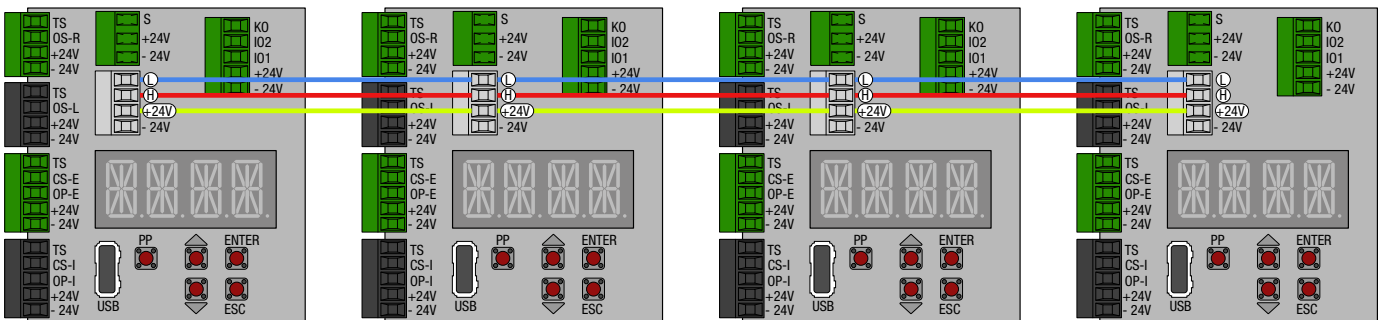 TS
OS-R
+24V
- 24V
S
+24V
- 24V
KO
IO2
IO1
+24V
- 24V
L
H
+24V
- 24V
TS
OS-L
+24V
- 24V
TS
CS-E
OP-E
+24V
- 24V
TS
CS-I
OP-I
+24V
- 24V
PP
ENTER
USB
ESC
TS
OS-R
+24V
- 24V
S
+24V
- 24V
KO
IO2
IO1
+24V
- 24V
L
H
+24V
- 24V
TS
+24V
- 24V
TS
CS-E
OP-E
+24V
- 24V
TS
CS-I
OP-I
+24V
- 24V
PP
ENTER
USB
ESC
TS
OS-R
+24V
- 24V
S
+24V
- 24V
KO
IO2
IO1
+24V
- 24V
L
H
+24V
- 24V
TS
+24V
- 24V
TS
CS-E
OP-E
+24V
- 24V
TS
CS-I
OP-I
+24V
- 24V
PP
ENTER
USB
ESC
TS
OS-R
+24V
- 24V
S
+24V
- 24V
KO
IO2
IO1
+24V
- 24V
L
H
+24V
- 24V
TS
+24V
- 24V
TS
CS-E
OP-E
+24V
- 24V
TS
CS-I
OP-I
+24V
- 24V
PP
ENTER
USB
ESC